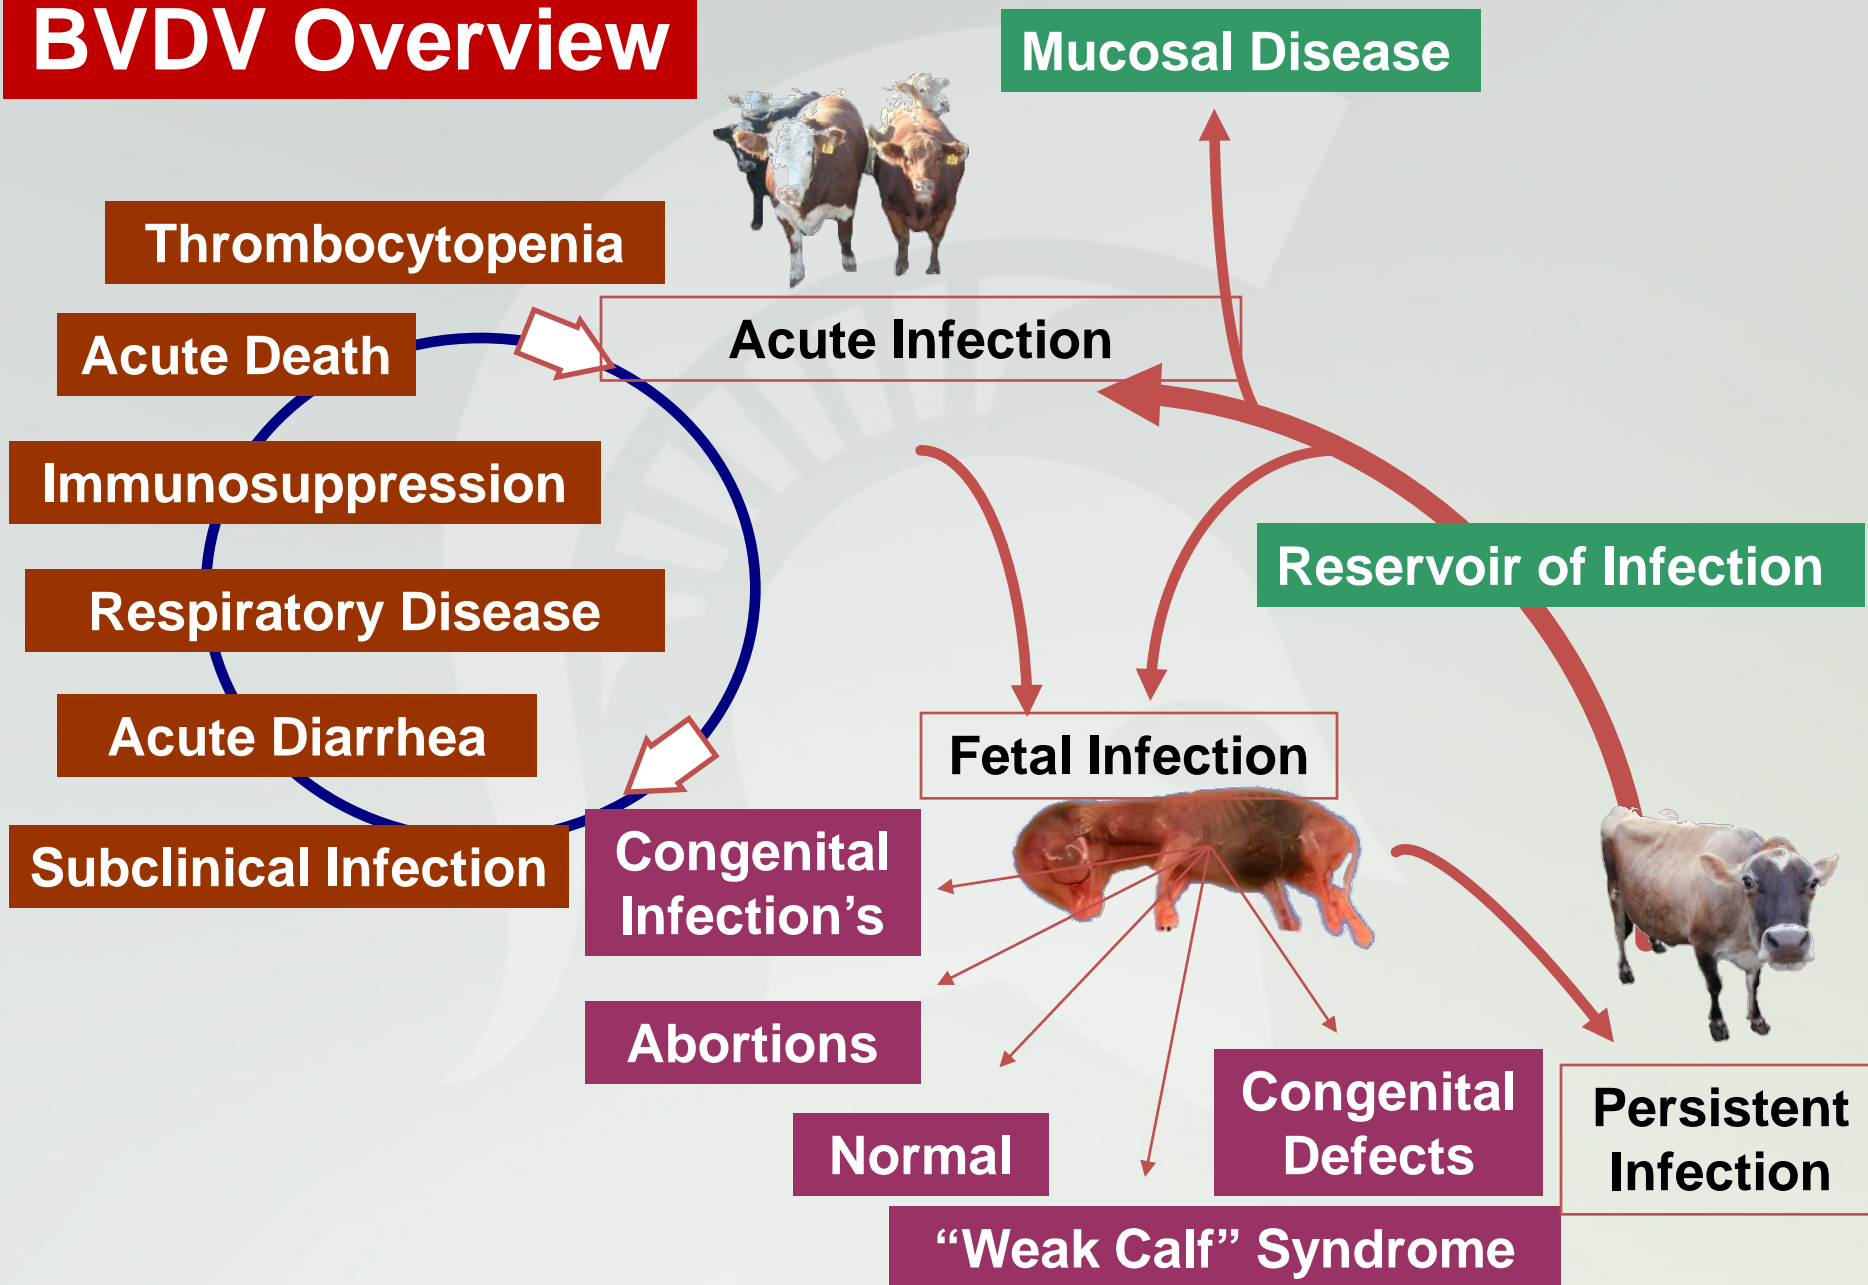 BVDV Overview
Mucosal Disease
Thrombocytopenia
Acute Death
Acute Infection
Immunosuppression
Reservoir of Infection
Respiratory Disease
Acute Diarrhea
Fetal Infection
Subclinical Infection
Congenital
Infection’s
Abortions
Normal
Congenital
Defects
Persistent
Infection
“Weak Calf” Syndrome